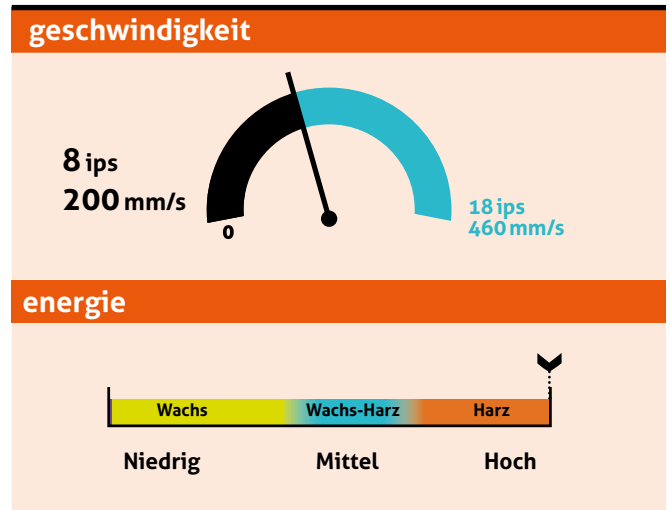 geschwindigkeit
8 ips
200 mm/s
0
18 ips
460 mm/s
energie
Wachs Wachs-Harz Harz
Niedrig Mittel Hoch